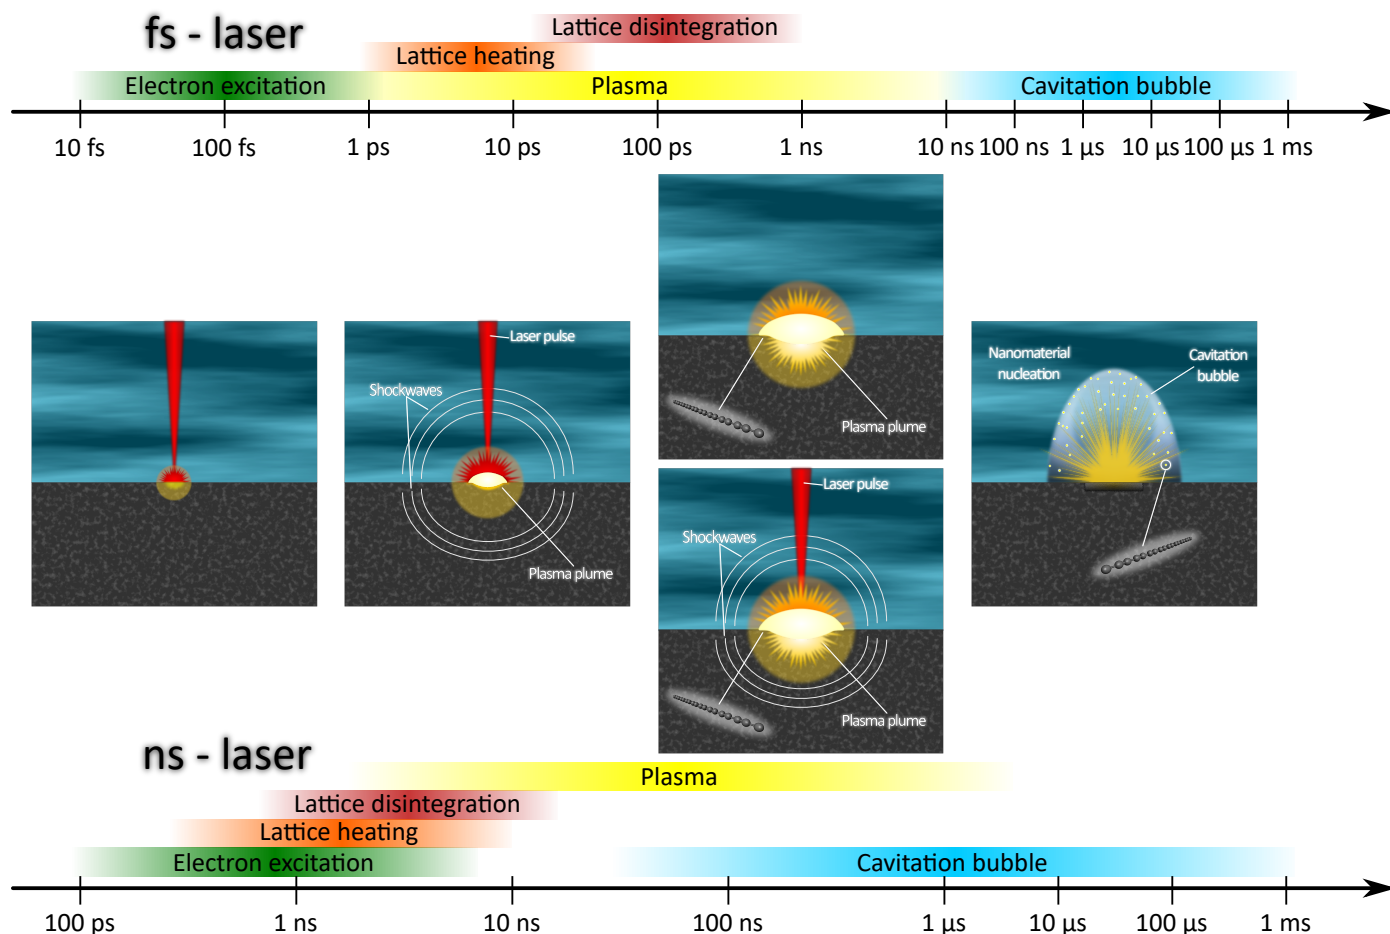 fs - laser
Lattice disintegration
Lattice heating
Electron excitation
Plasma
Cavitation bubble
10 fs
100 fs
1 ps
10 ps
100 ps
1 ns
10 ns
100 ns
1 µs
10 µs
100 µs
1 ms
Laser pulse
Shockwaves
Plasma plume
Plasma plume
Laser pulse
Shockwaves
Plasma plume
Nanomaterial
nucleation
Cavitation
bubble
ns - laser
Plasma
Lattice disintegration
Lattice heating
Electron excitation
Cavitation bubble
100 ps
1 ns
10 ns
100 ns
1 µs
10 µs
100 µs
1 ms